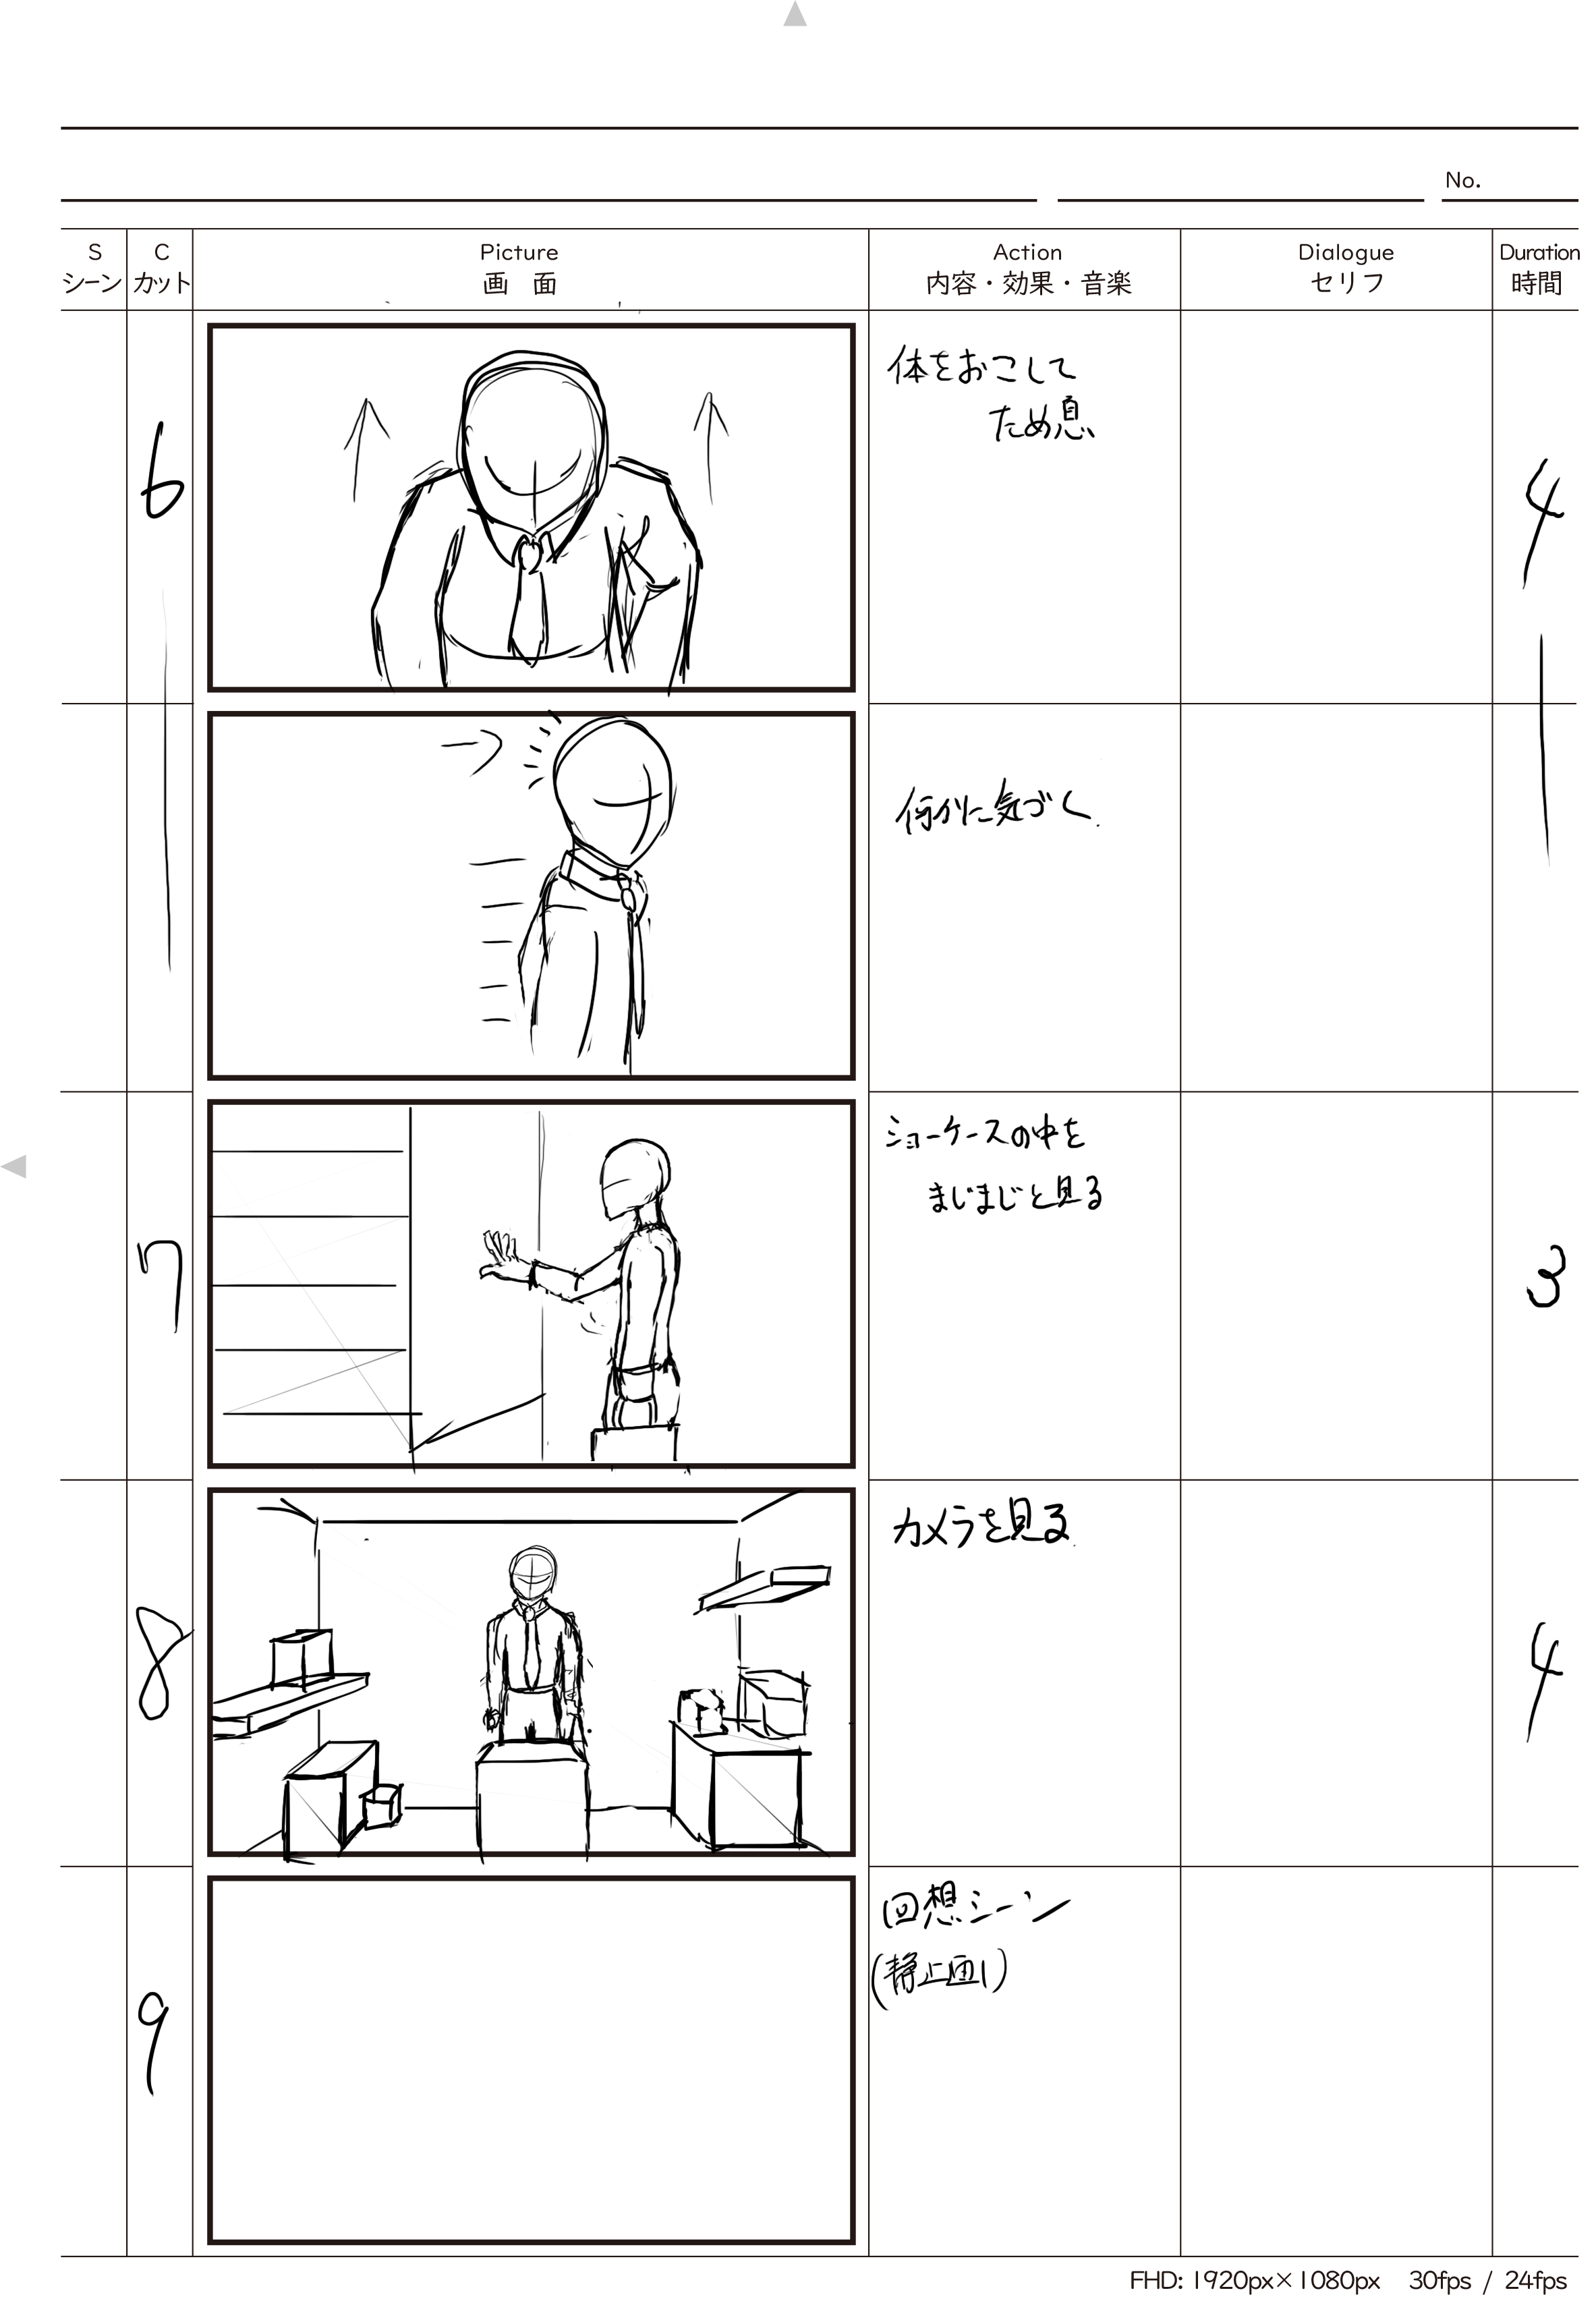 No.
S
シーン
C
カット
Picture
画 面
Action
内容・効果・音楽
Dialogue
セリフ
Duration
時間
6
体をおこして
ため息
4
何かに気づく
7
ショーケースの中を
まじまじと見る
3
8
カメラを見る
4
9
回想シーン
(静止画1)
FHD: 1920px×1080px 30fps / 24fps